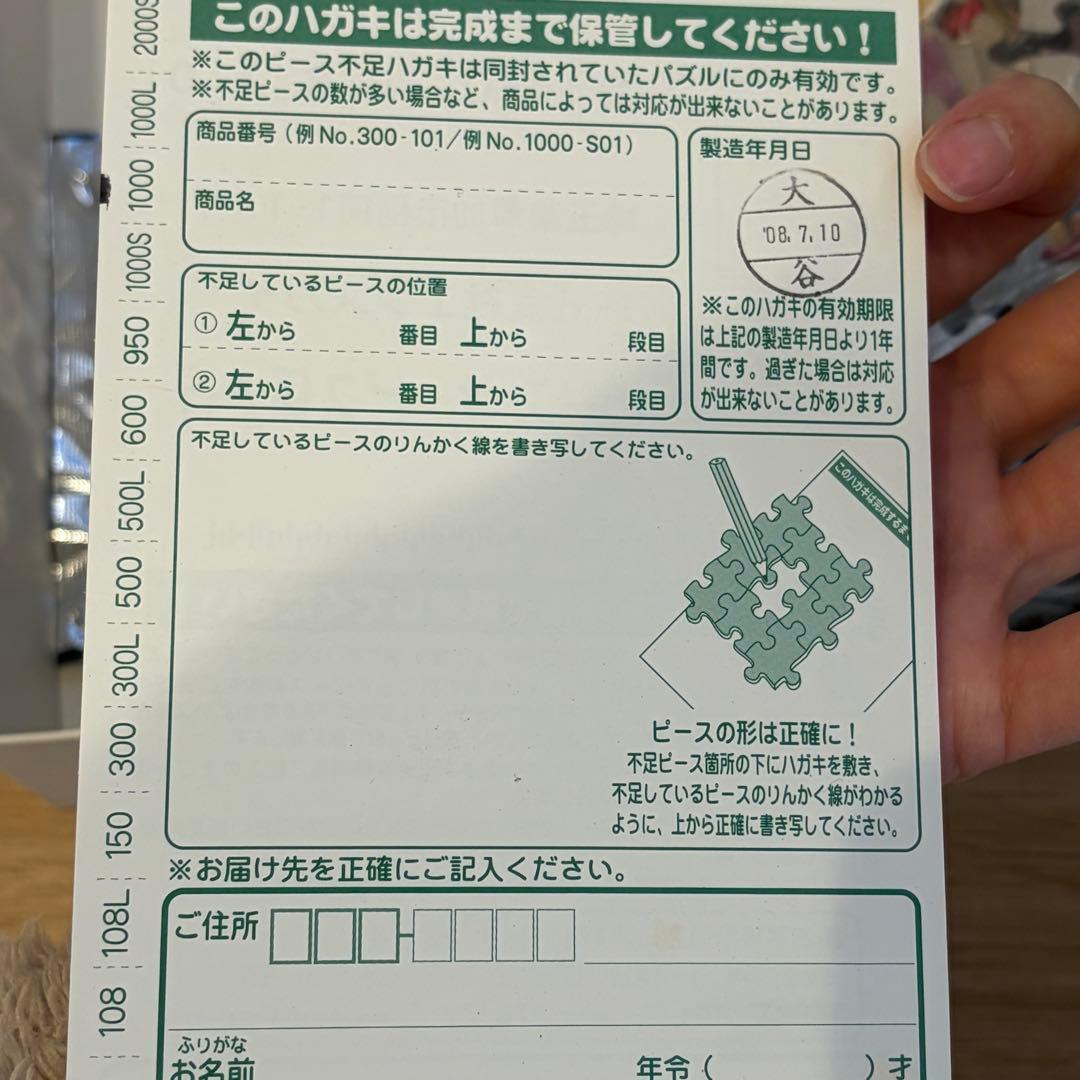 このハガキは完成まで保管してください！
※このピース不足ハガキは同封されていたパズルにのみ有効です。
※不足ピースの数が多い場合など、商品によっては対応が出来ないことがあります。
商品番号（例No.300-101／例No.1000-S01）
商品名
製造年月日
大
'08.7.10
谷
※このハガキの有効期限
は上記の製造年月日より1年
間です。過ぎた場合は対応
が出来ないことがあります。
不足しているピースの位置
① 左から 番目 上から 段目
② 左から 番目 上から 段目
不足しているピースのりんかく線を書き写してください。
このハガキは完成するま
ピースの形は正確に！
不足ピース箇所の下にハガキを敷き、
不足しているピースのりんかく線がわかる
ように、上から正確に書き写してください。
※お届け先を正確にご記入ください。
ご住所
ふりがな
お名前 年令（ ）才
2000S
1000L
1000
1000S
950
600
500L
500
300L
300
150
108L
108